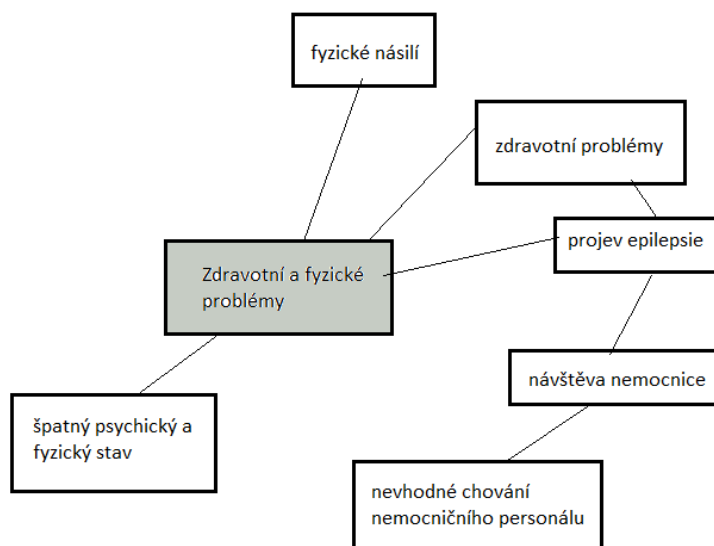 fyzické násilí
zdravotní problémy
projev epilepsie
Zdravotní a fyzické
problémy
návštěva nemocnice
špatný psychický a
fyzický stav
nevhodné chování
nemocničního personálu